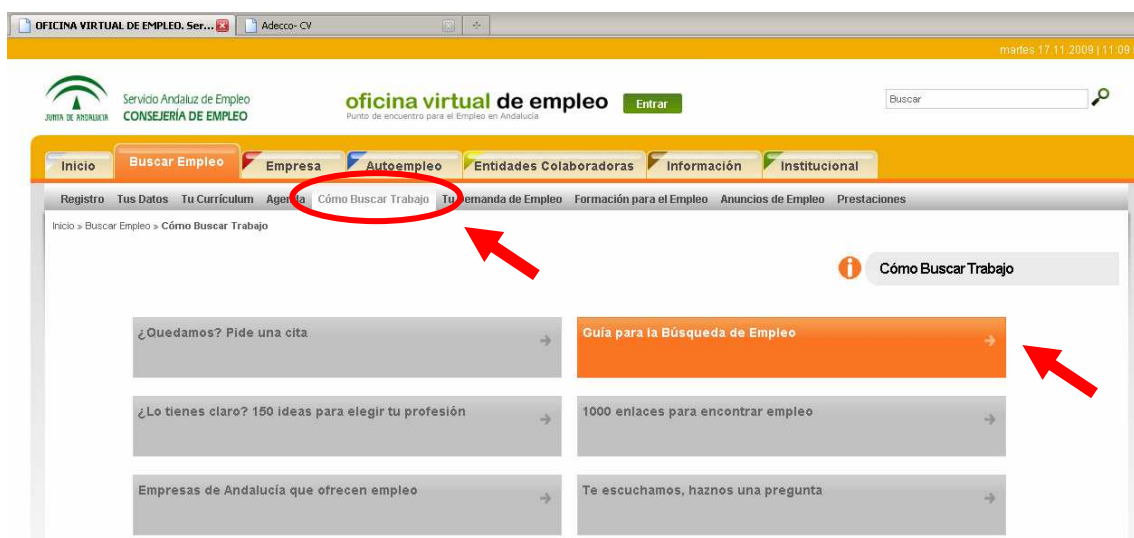 OFICINA VIRTUAL DE EMPLEO. Ser...
Adecco- CV
martes 17.11.2009 | 11:09
JUNTA DE ANDALUCIA
Servicio Andaluz de Empleo
CONSEJERÍA DE EMPLEO
oficina virtual de empleo
Punto de encuentro para el Empleo en Andalucía
Entrar
Buscar
Inicio Buscar Empleo Empresa Autoempleo Entidades Colaboradoras Información Institucional
Registro Tus Datos Tu Currículum Agenda Cómo Buscar Trabajo Tu Demanda de Empleo Formación para el Empleo Anuncios de Empleo Prestaciones
Inicio » Buscar Empleo » Cómo Buscar Trabajo
Cómo Buscar Trabajo
¿Quedamos? Pide una cita
Guía para la Búsqueda de Empleo
¿Lo tienes claro? 150 ideas para elegir tu profesión
1000 enlaces para encontrar empleo
Empresas de Andalucía que ofrecen empleo
Te escuchamos, haznos una pregunta